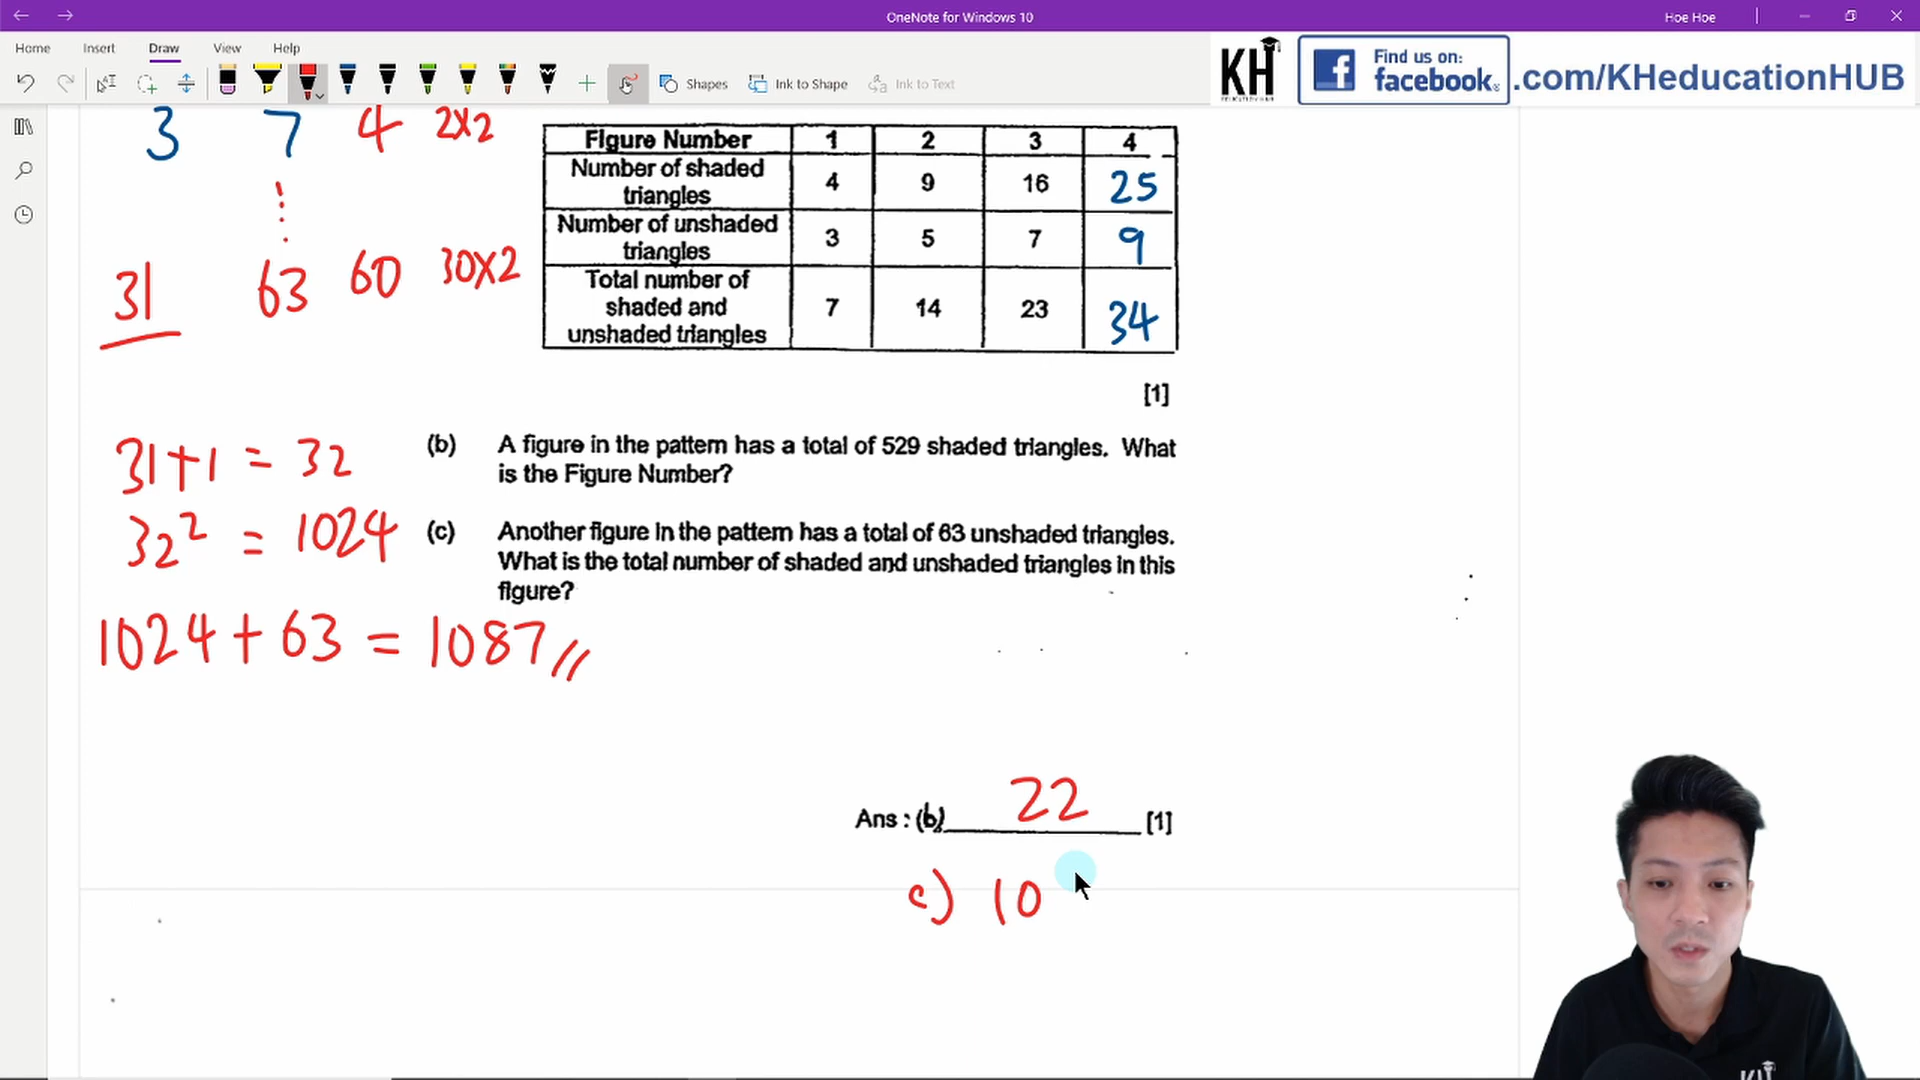 OneNote for Windows 10
Hoe Hoe
Home Insert Draw View Help
Shapes Ink to Shape Ink to Text
KH
Find us on:
facebook .com/KHeducationHUB
3 7 4 2x2
31 63 60 30x2
Figure Number 1 2 3 4
Number of shaded triangles 4 9 16 25
Number of unshaded triangles 3 5 7 9
Total number of shaded and unshaded triangles 7 14 23 34
[1]
31+1 = 32
32² = 1024
1024 + 63 = 1087
(b) A figure in the pattern has a total of 529 shaded triangles. What
is the Figure Number?
(c) Another figure in the pattern has a total of 63 unshaded triangles.
What is the total number of shaded and unshaded triangles in this
figure?
Ans : (b) 22 [1]
c) 10